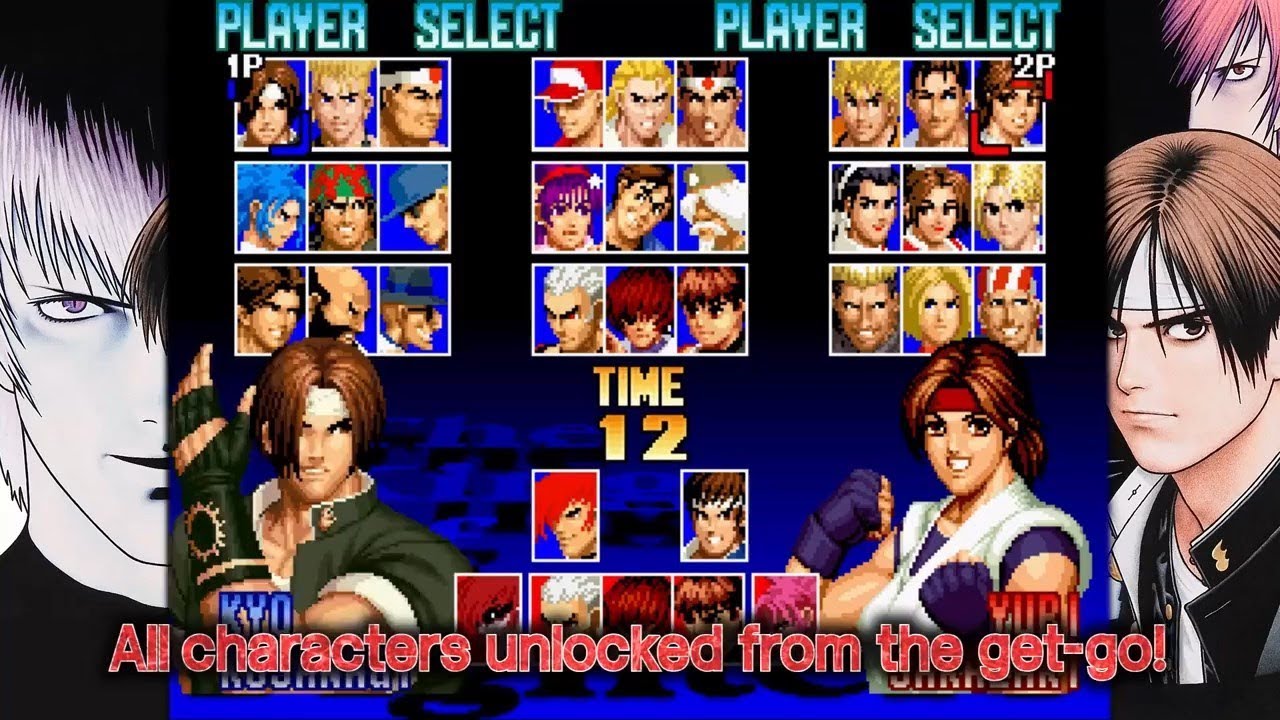 PLAYER SELECT PLAYER SELECT
1P 2P
TIME
12
KYO YURI
All characters unlocked from the get-go!